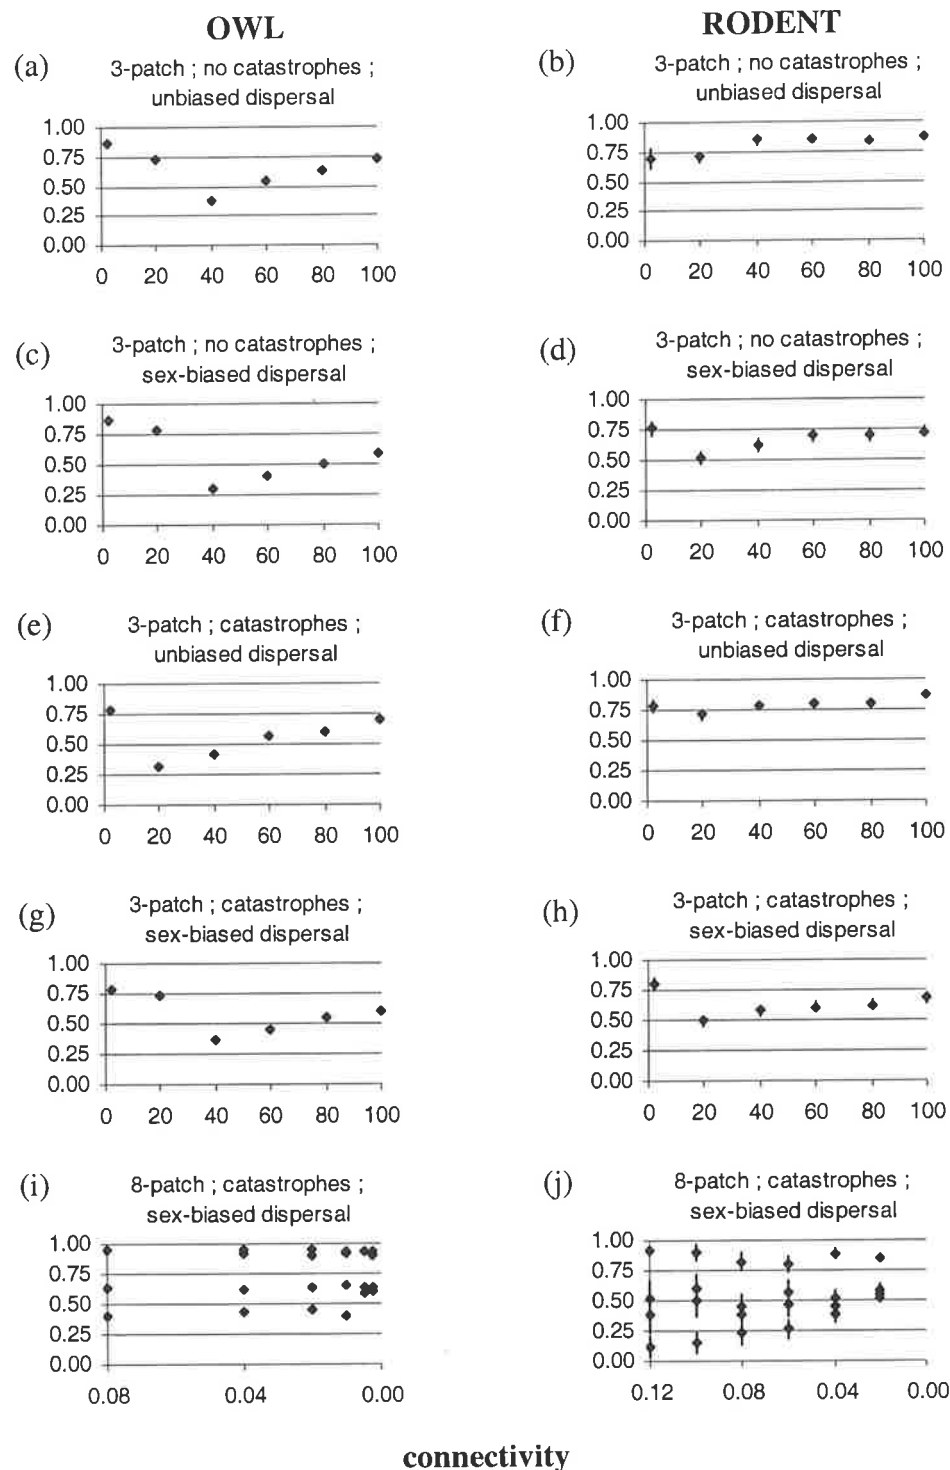 OWL
RODENT
(a)
3-patch ; no catastrophes ;
unbiased dispersal
1.00
0.75
0.50
0.25
0.00
0 20 40 60 80 100
(b)
3-patch ; no catastrophes ;
unbiased dispersal
1.00
0.75
0.50
0.25
0.00
0 20 40 60 80 100
(c)
3-patch ; no catastrophes ;
sex-biased dispersal
1.00
0.75
0.50
0.25
0.00
0 20 40 60 80 100
(d)
3-patch ; no catastrophes ;
sex-biased dispersal
1.00
0.75
0.50
0.25
0.00
0 20 40 60 80 100
(e)
3-patch ; catastrophes ;
unbiased dispersal
1.00
0.75
0.50
0.25
0.00
0 20 40 60 80 100
(f)
3-patch ; catastrophes ;
unbiased dispersal
1.00
0.75
0.50
0.25
0.00
0 20 40 60 80 100
(g)
3-patch ; catastrophes ;
sex-biased dispersal
1.00
0.75
0.50
0.25
0.00
0 20 40 60 80 100
(h)
3-patch ; catastrophes ;
sex-biased dispersal
1.00
0.75
0.50
0.25
0.00
0 20 40 60 80 100
(i)
8-patch ; catastrophes ;
sex-biased dispersal
1.00
0.75
0.50
0.25
0.00
0.08 0.04 0.00
(j)
8-patch ; catastrophes ;
sex-biased dispersal
1.00
0.75
0.50
0.25
0.00
0.12 0.08 0.04 0.00
connectivity